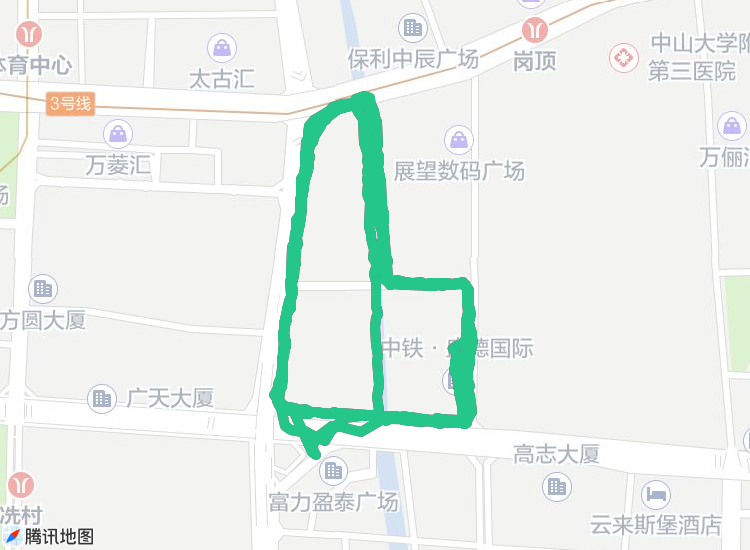 保利中辰广场
岗顶
中山大学附
第三医院
体育中心
太古汇
3号线
万菱汇
展望数码广场
万俪汇
场
方圆大厦
中铁·盛德国际
广天大厦
高志大厦
富力盈泰广场
云来斯堡酒店
冼村
腾讯地图